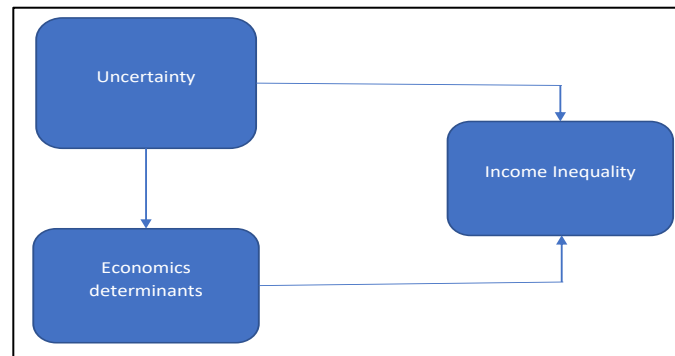 Uncertainty
Income Inequality
Economics
determinants